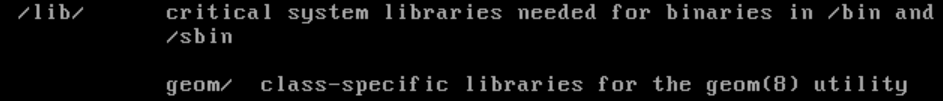 /lib/ critical system libraries needed for binaries in /bin and
/sbin
geom/ class-specific libraries for the geom(8) utility